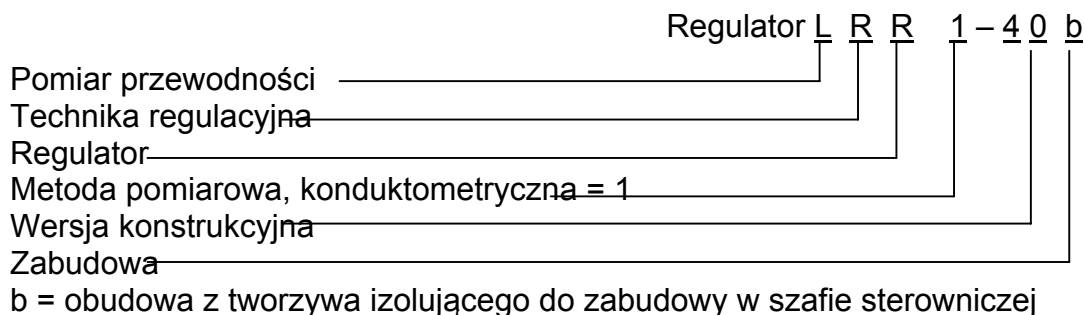 Regulator L R R 1 – 4 0 b
Pomiar przewodności
Technika regulacyjna
Regulator
Metoda pomiarowa, konduktometryczna = 1
Wersja konstrukcyjna
Zabudowa
b = obudowa z tworzywa izolującego do zabudowy w szafie sterowniczej